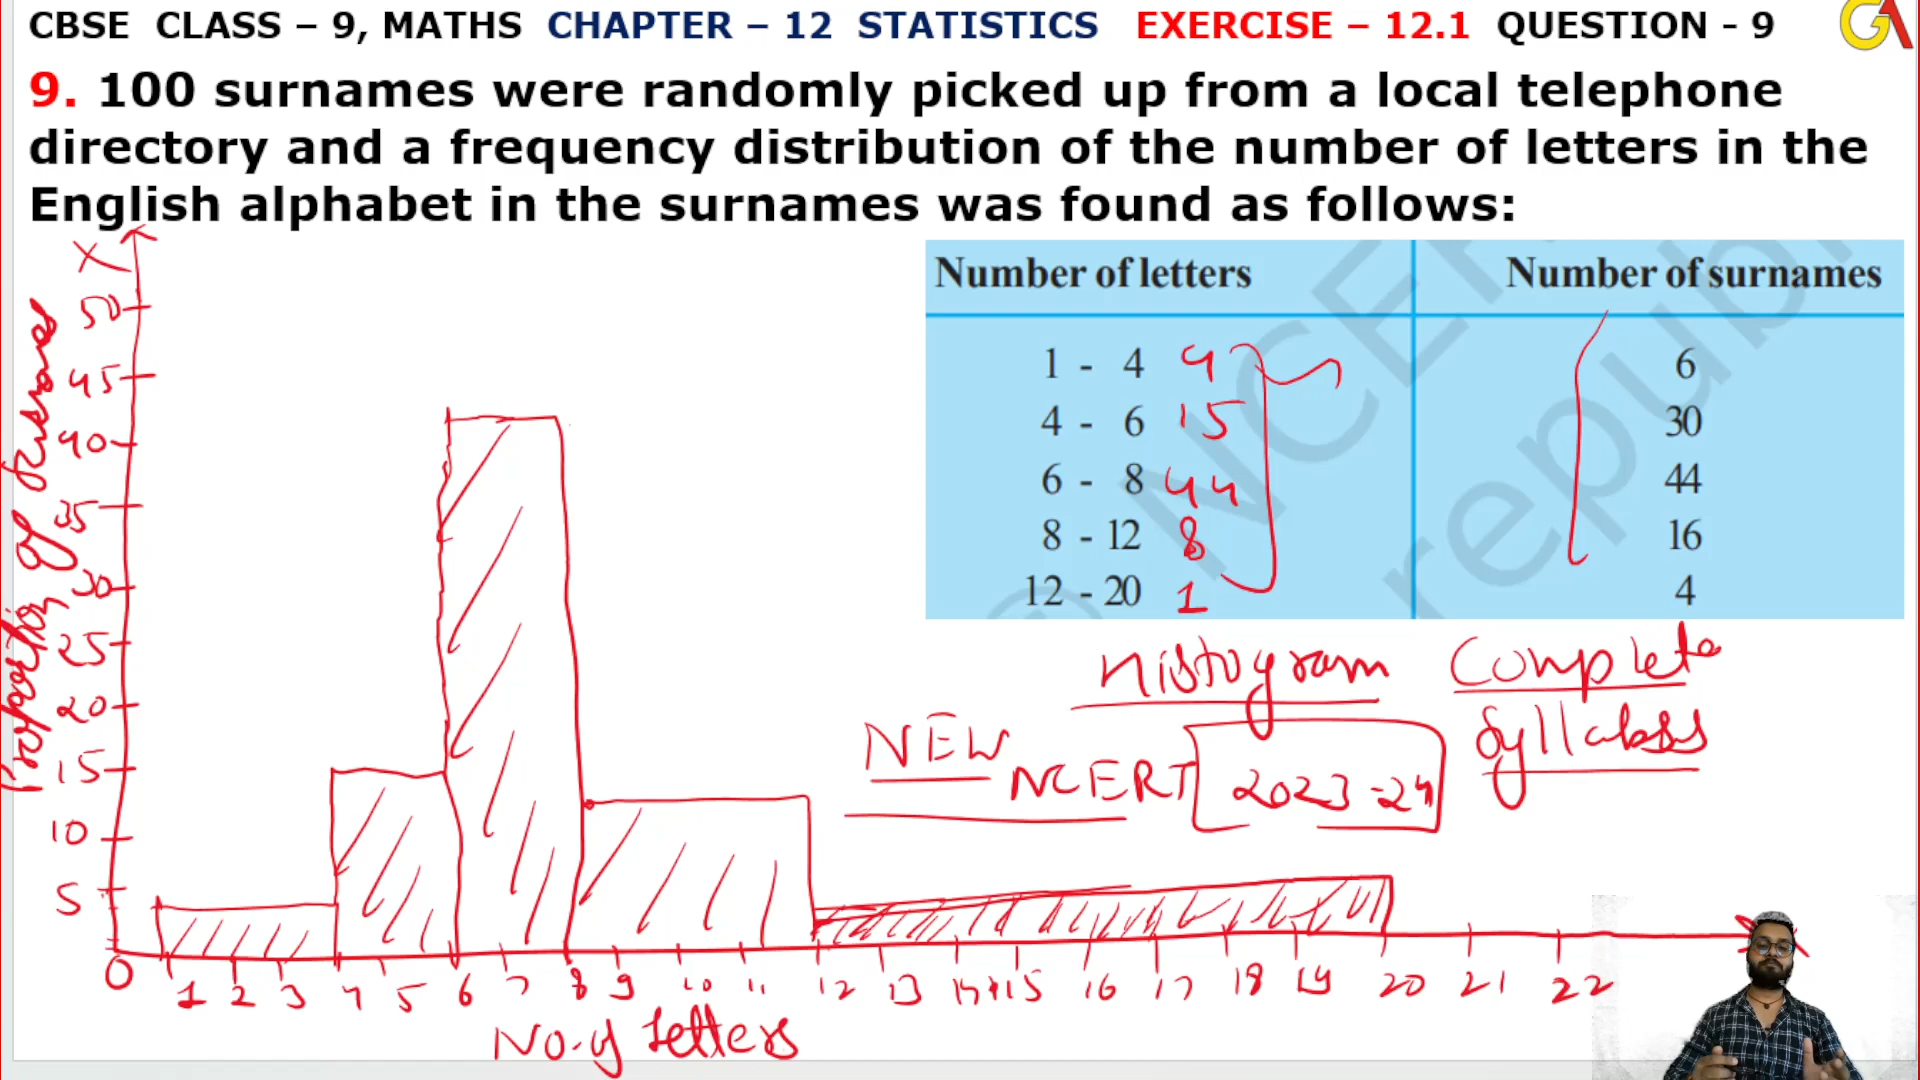 CBSE CLASS – 9, MATHS CHAPTER – 12 STATISTICS EXERCISE – 12.1 QUESTION - 9
GA
9. 100 surnames were randomly picked up from a local telephone
directory and a frequency distribution of the number of letters in the
English alphabet in the surnames was found as follows:
Number of letters Number of surnames
1 - 4 4 6
4 - 6 15 30
6 - 8 44 44
8 - 12 8 16
12 - 20 1 4
Histogram Complete
Syllabus
NEW
NCERT 2023-24
X
50
45
40
35
30
25
20
15
10
5
Proportion of surnames
0 1 2 3 4 5 6 7 8 9 10 11 12 13 14 15 16 17 18 19 20 21 22
No. of letters